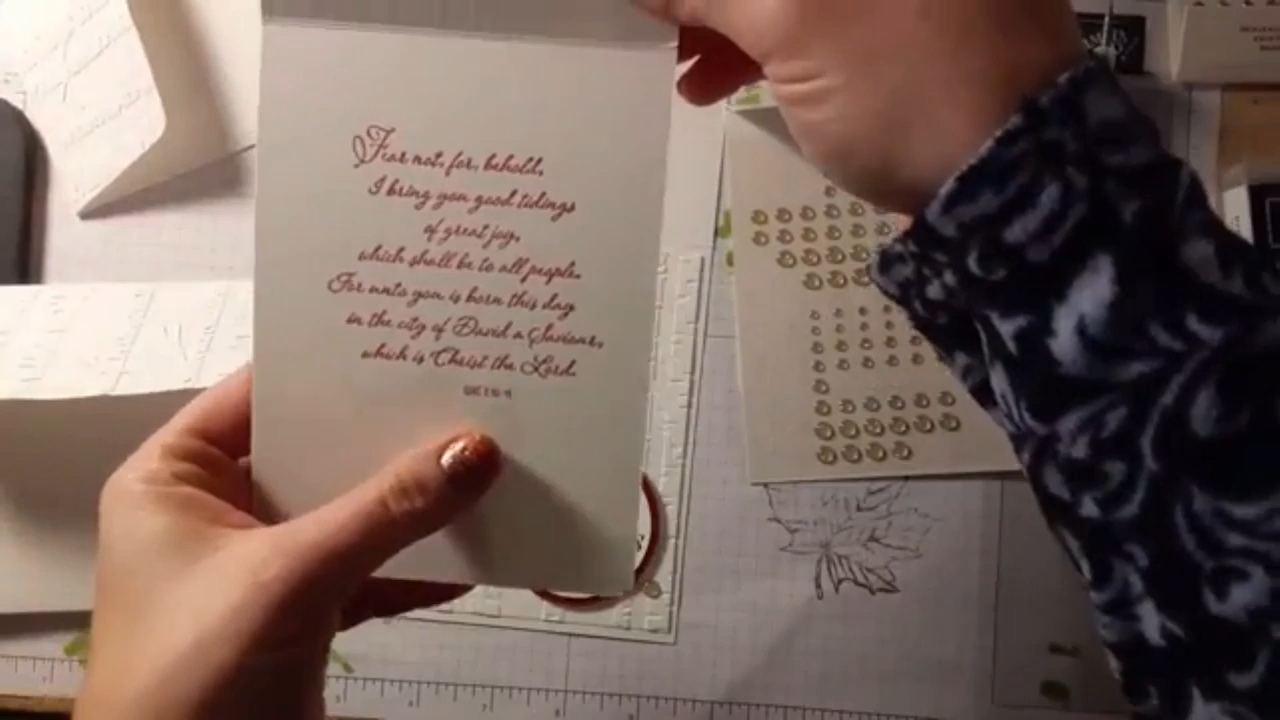 Fear not, for, behold,
I bring you good tidings
of great joy,
which shall be to all people.
For unto you is born this day
in the city of David a Saviour,
which is Christ the Lord.